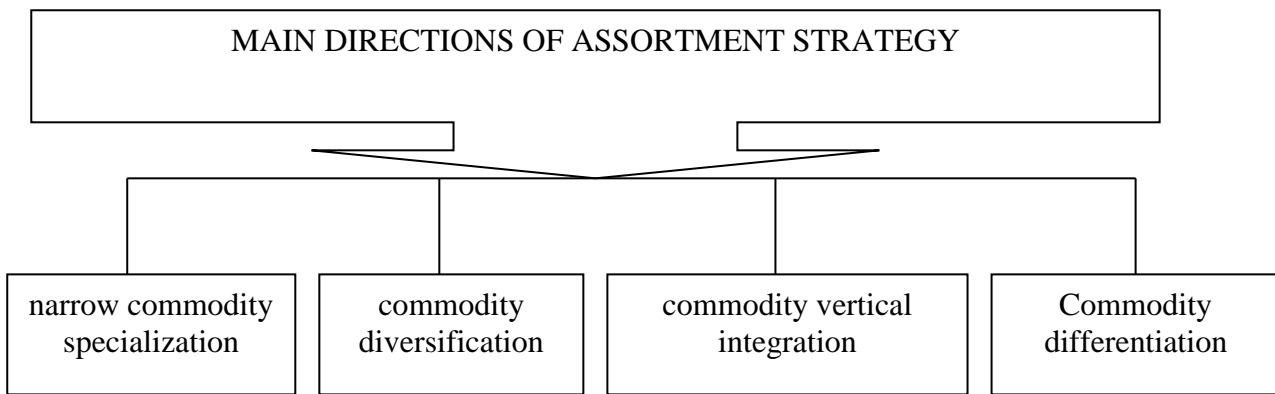 MAIN DIRECTIONS OF ASSORTMENT STRATEGY
narrow commodity
specialization
commodity
diversification
commodity vertical
integration
Commodity
differentiation